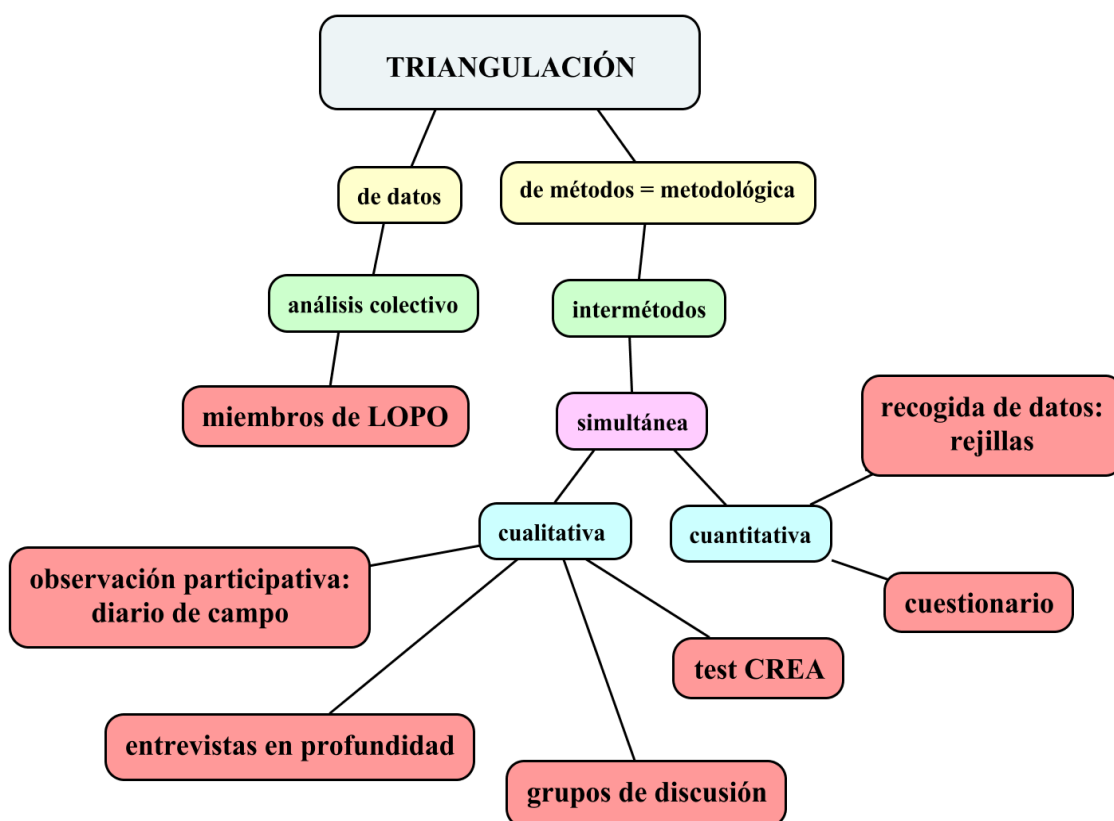 TRIANGULACIÓN
de datos
de métodos = metodológica
análisis colectivo
intermétodos
miembros de LOPO
simultánea
recogida de datos:
rejillas
cualitativa
cuantitativa
observación participativa:
diario de campo
cuestionario
test CREA
entrevistas en profundidad
grupos de discusión